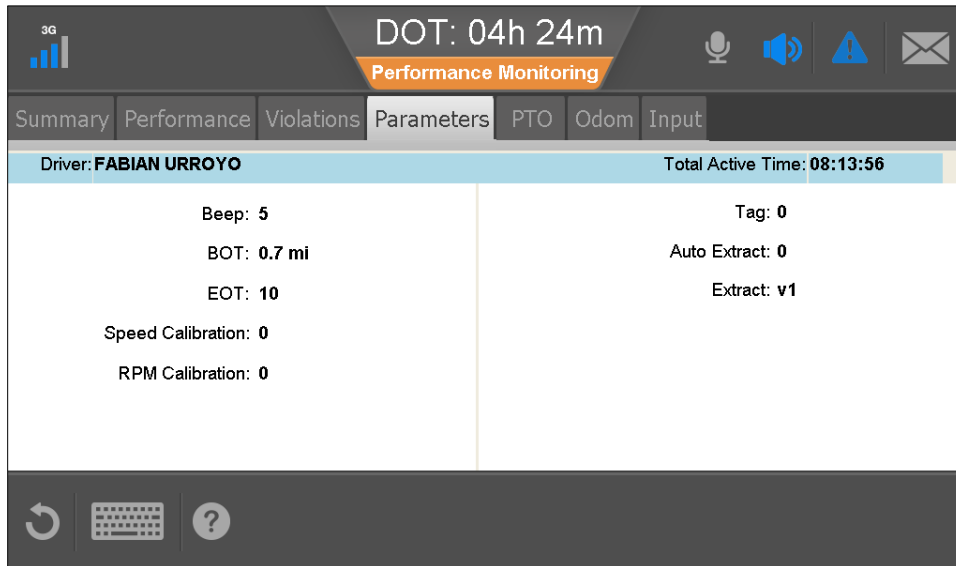 3G
DOT: 04h 24m
Performance Monitoring
Summary Performance Violations Parameters PTO Odom Input
Driver: FABIAN URROYO Total Active Time: 08:13:56
Beep: 5
BOT: 0.7 mi
EOT: 10
Speed Calibration: 0
RPM Calibration: 0
Tag: 0
Auto Extract: 0
Extract: v1
?